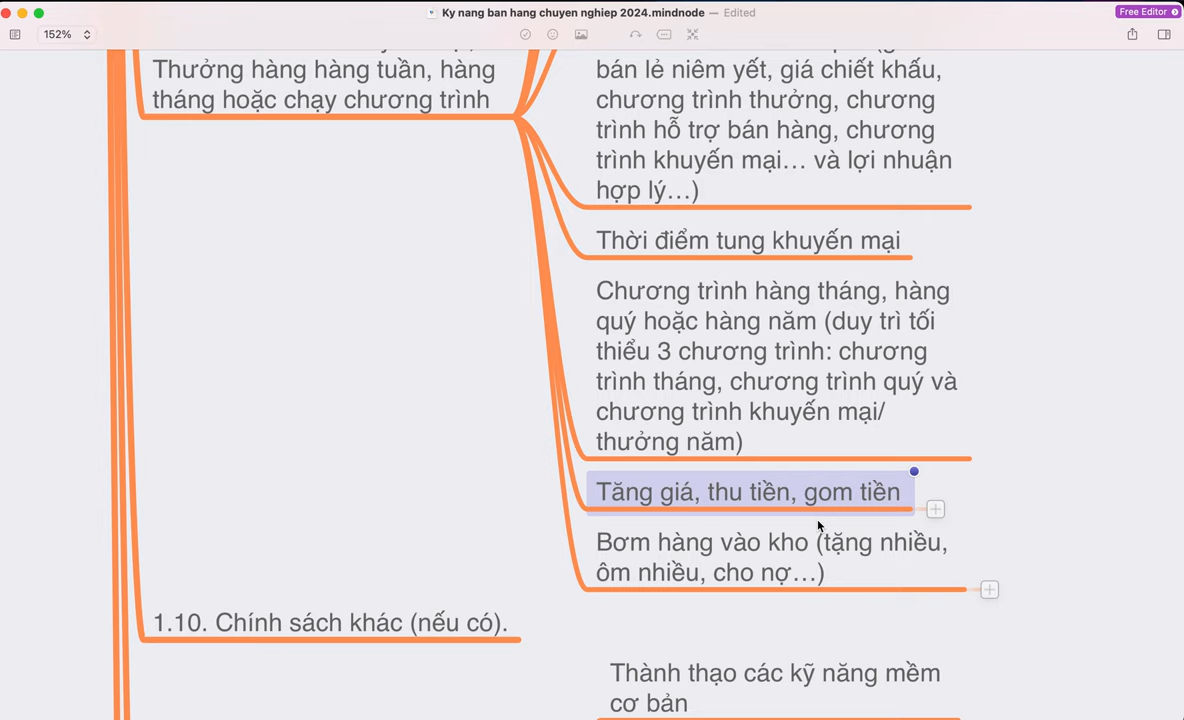 Ky nang ban hang chuyen nghiep 2024.mindnode — Edited
Free Editor
152%
Thưởng hàng hàng tuần, hàng
tháng hoặc chạy chương trình
bán lẻ niêm yết, giá chiết khấu,
chương trình thưởng, chương
trình hỗ trợ bán hàng, chương
trình khuyến mại… và lợi nhuận
hợp lý…)
Thời điểm tung khuyến mại
Chương trình hàng tháng, hàng
quý hoặc hàng năm (duy trì tối
thiểu 3 chương trình: chương
trình tháng, chương trình quý và
chương trình khuyến mại/
thưởng năm)
Tăng giá, thu tiền, gom tiền
Bơm hàng vào kho (tặng nhiều,
ôm nhiều, cho nợ…)
1.10. Chính sách khác (nếu có).
Thành thạo các kỹ năng mềm
cơ bản